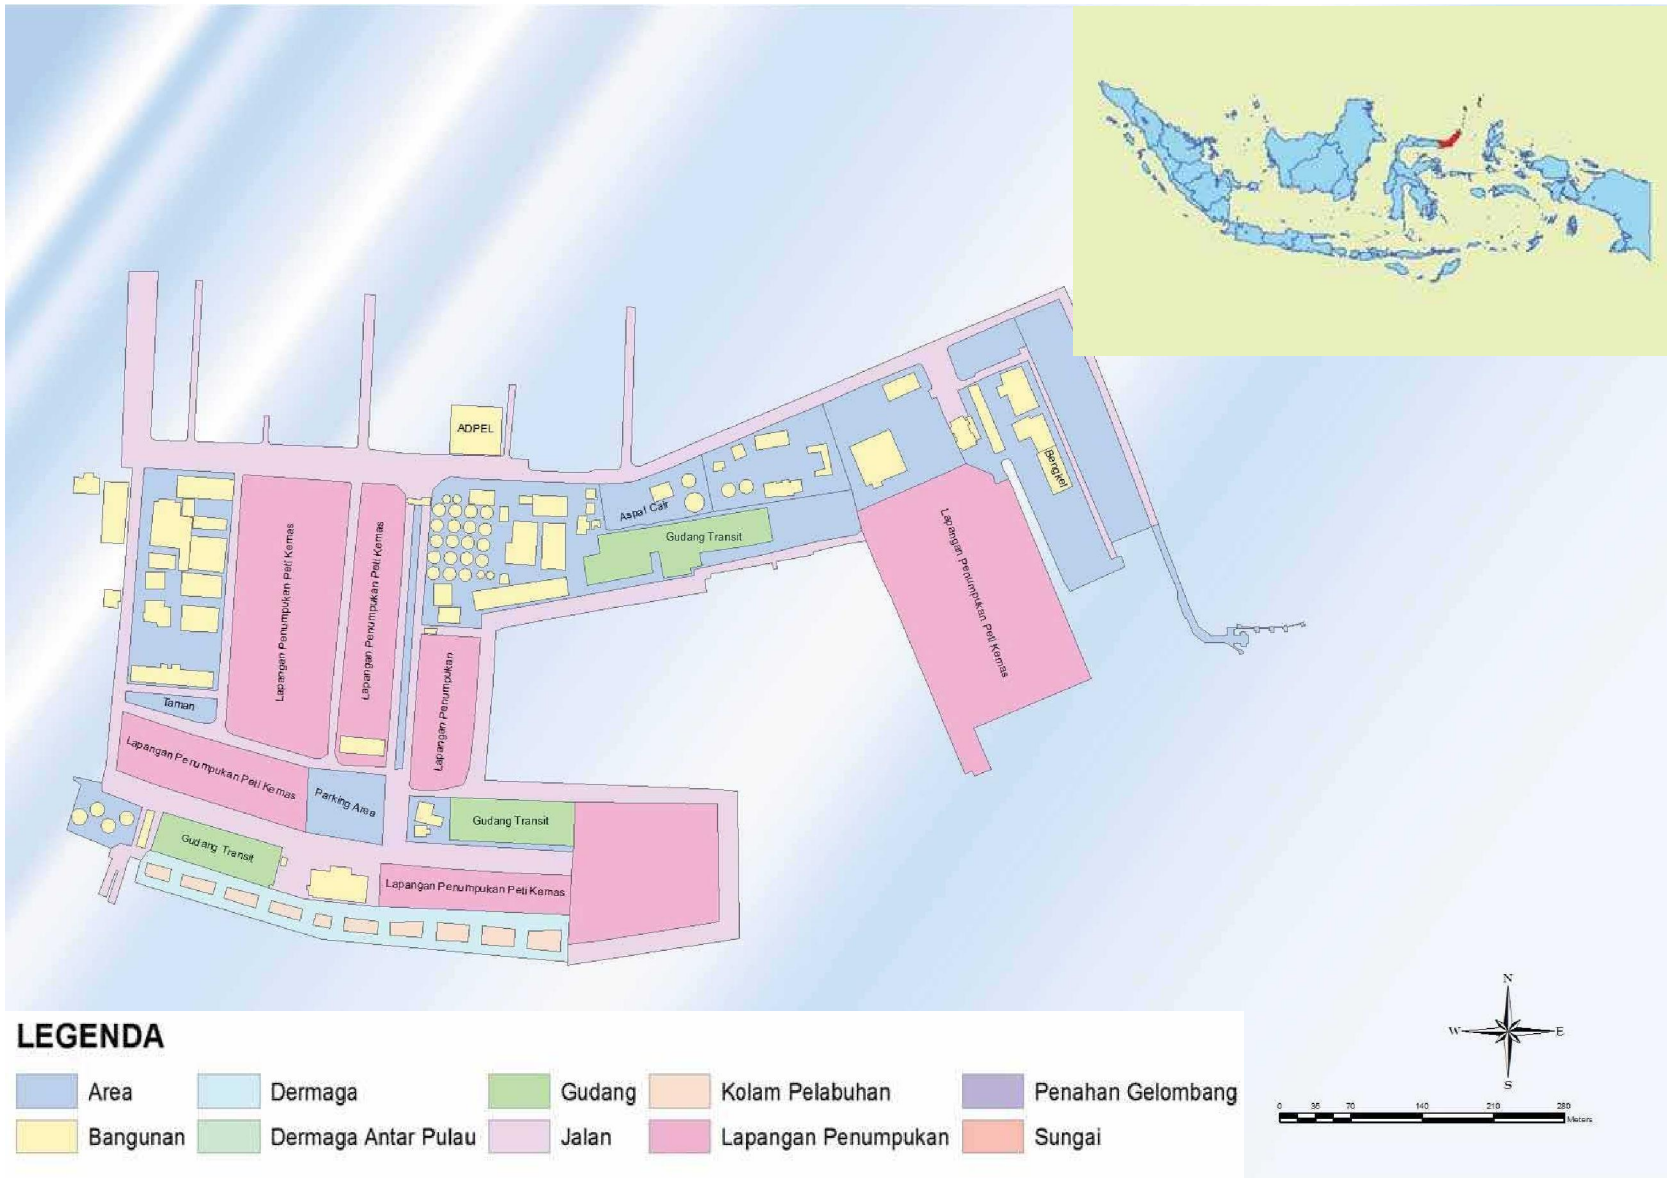 ADPEL
Bengkel
Aspal Cair
Gudang Transit
Lapangan Penumpukan Peti Kemas
Lapangan Penumpukan Peti Kemas
Lapangan Penumpukan Peti Kemas
Lapangan Penumpukan
Taman
Lapangan Penumpukan Peti Kemas
Parking Area
Gudang Transit
Gudang Transit
Lapangan Penumpukan Peti Kemas
N
W E
S
0 35 70 140 210 280
Meters
LEGENDA
Area Dermaga Gudang Kolam Pelabuhan Penahan Gelombang
Bangunan Dermaga Antar Pulau Jalan Lapangan Penumpukan Sungai